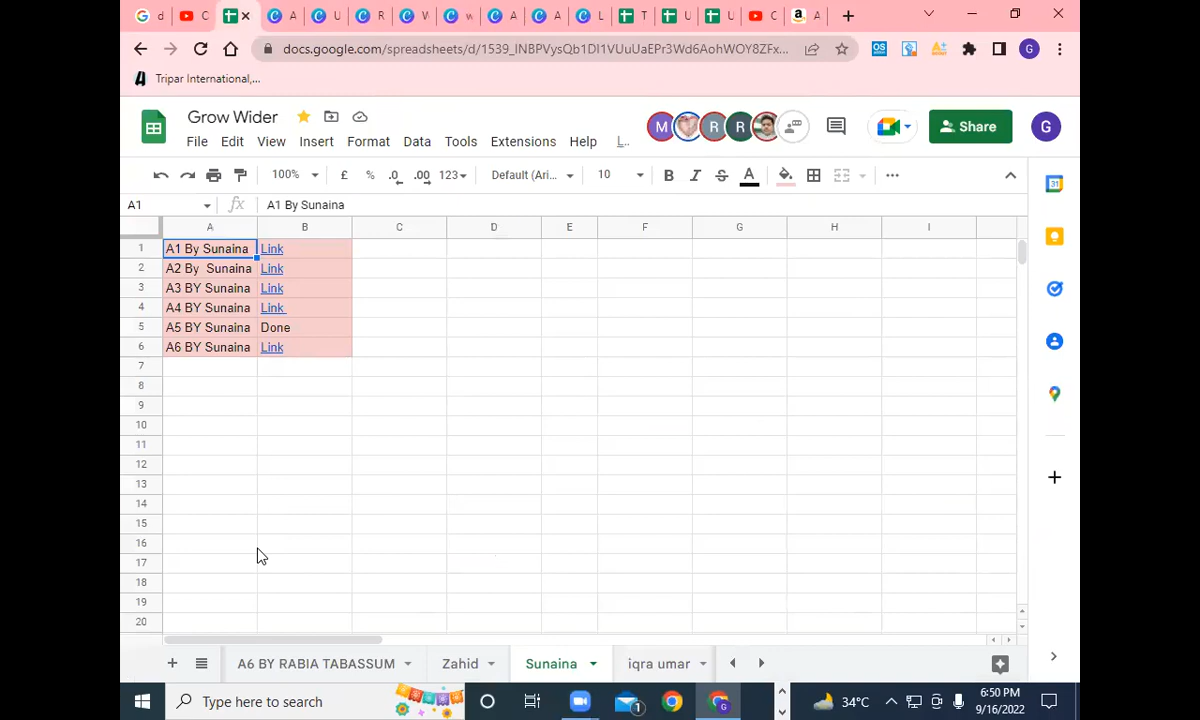 d
C
A
U
R
V
w
A
A
L
T
U
U
C
A
docs.google.com/spreadsheets/d/1539_INBPVysQb1DI1VUuUaEPr3Wd6AohWOY8ZFx...
OS
G
Tripar International,...
Grow Wider
M
R
R
Share
G
File Edit View Insert Format Data Tools Extensions Help L..
100% £ % .0 .00 123 Default (Ari... 10 B I S A
31
A1 fx A1 By Sunaina
A B C D E F G H I
1 A1 By Sunaina Link
2 A2 By  Sunaina Link
3 A3 BY Sunaina Link
4 A4 BY Sunaina Link
5 A5 BY Sunaina Done
6 A6 BY Sunaina Link
7
8
9
10
11
12
13
14
15
16
17
18
19
20
A6 BY RABIA TABASSUM Zahid Sunaina iqra umar
Type here to search
1
G
34°C
6:50 PM
9/16/2022